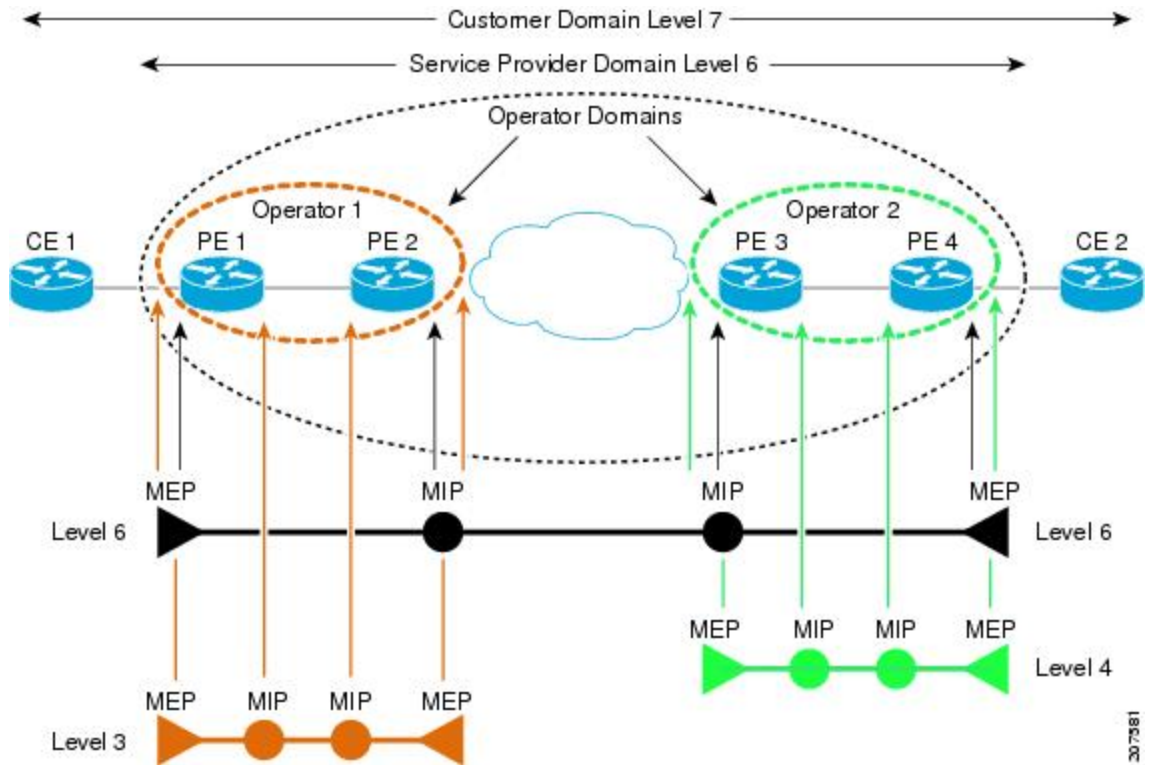 Customer Domain Level 7
Service Provider Domain Level 6
Operator Domains
Operator 1
Operator 2
CE 1
PE 1
PE 2
PE 3
PE 4
CE 2
MEP
MIP
MIP
MEP
Level 6
Level 6
MEP
MIP
MIP
MEP
Level 4
MEP
MIP
MIP
MEP
Level 3
207581